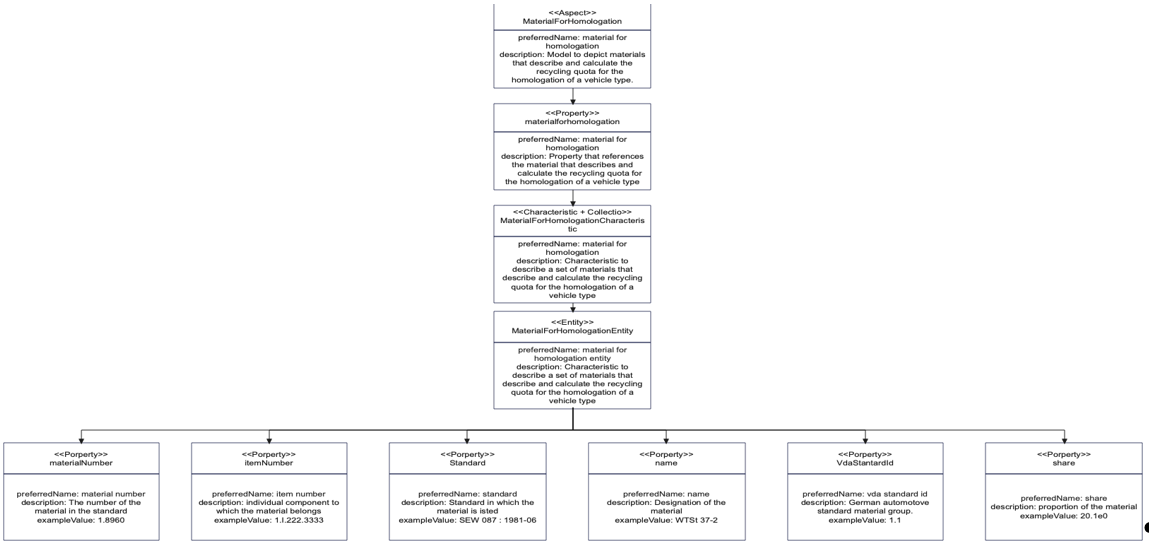 <<Aspect>>
MaterialForHomologation
preferredName: material for
homologation
description: Model to depict materials
that describe and calculate the
recycling quota for the
homologation of a vehicle type.
<<Property>>
materialforhomologation
preferredName: material for
homologation
description: Property that references
the material that describes and
calculate the recycling quota for
the homologation of a vehicle type
<<Characteristic + Collectio>>
MaterialForHomologationCharacteris
tic
preferredName: material for
homologation
description: Characteristic to
describe a set of materials that
describe and calculate the recycling
quota for the homologation of a
vehicle type
<<Entity>>
MaterialForHomologationEntity
preferredName: material for
homologation entity
description: Characteristic to
describe a set of materials that
describe and calculate the recycling
quota for the homologation of a
vehicle type
<<Porperty>>
materialNumber
preferredName: material number
description: The number of the
material in the standard
exampleValue: 1.8960
<<Porperty>>
itemNumber
preferredName: item number
description: individual component to
which the material belongs
exampleValue: 1.I.222.3333
<<Porperty>>
Standard
preferredName: standard
description: Standard in which the
material is isted
exampleValue: SEW 087 : 1981-06
<<Porperty>>
name
preferredName: name
description: Designation of the
material
exampleValue: WTSt 37-2
<<Porperty>>
VdaStantardId
preferredName: vda standard id
description: German automotove
standard material group.
exampleValue: 1.1
<<Porperty>>
share
preferredName: share
description: proportion of the material
exampleValue: 20.1e0